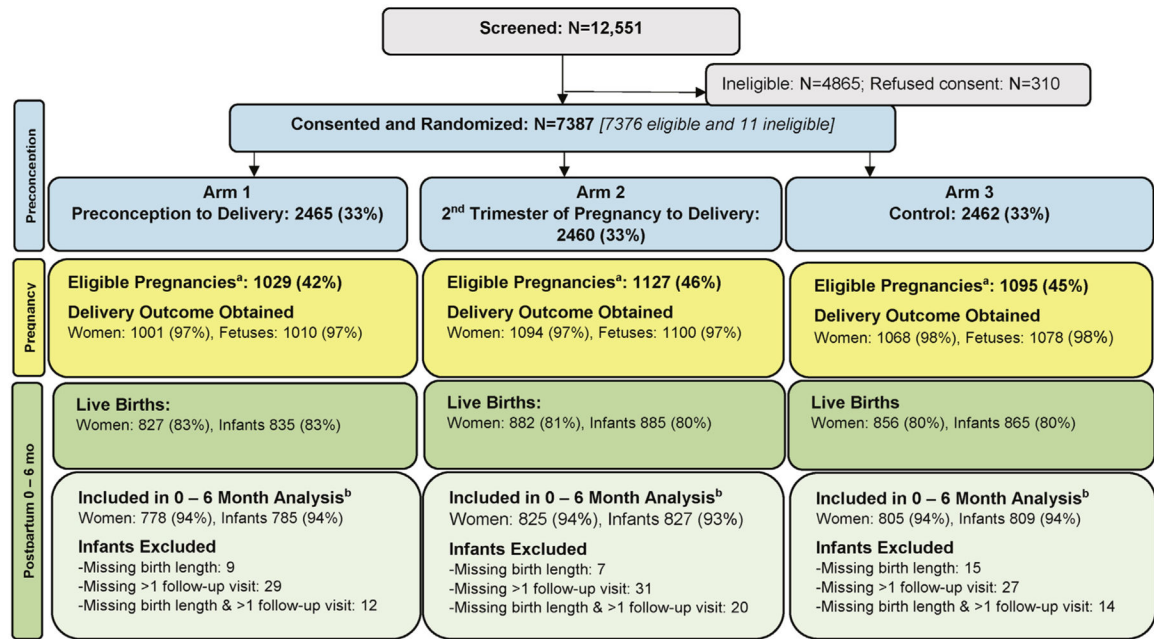 Screened: N=12,551
Ineligible: N=4865; Refused consent: N=310
Preconception
Consented and Randomized: N=7387 [7376 eligible and 11 ineligible]
Arm 1
Preconception to Delivery: 2465 (33%)
Arm 2
2nd Trimester of Pregnancy to Delivery:
2460 (33%)
Arm 3
Control: 2462 (33%)
Pregnancy
Eligible Pregnanciesᵃ: 1029 (42%)
Delivery Outcome Obtained
Women: 1001 (97%), Fetuses: 1010 (97%)
Eligible Pregnanciesᵃ: 1127 (46%)
Delivery Outcome Obtained
Women: 1094 (97%), Fetuses: 1100 (97%)
Eligible Pregnanciesᵃ: 1095 (45%)
Delivery Outcome Obtained
Women: 1068 (98%), Fetuses: 1078 (98%)
Postpartum 0 – 6 mo
Live Births:
Women: 827 (83%), Infants 835 (83%)
Live Births:
Women: 882 (81%), Infants 885 (80%)
Live Births
Women: 856 (80%), Infants 865 (80%)
Included in 0 – 6 Month Analysisᵇ
Women: 778 (94%), Infants 785 (94%)
Infants Excluded
-Missing birth length: 9
-Missing >1 follow-up visit: 29
-Missing birth length & >1 follow-up visit: 12
Included in 0 – 6 Month Analysisᵇ
Women: 825 (94%), Infants 827 (93%)
Infants Excluded
-Missing birth length: 7
-Missing >1 follow-up visit: 31
-Missing birth length & >1 follow-up visit: 20
Included in 0 – 6 Month Analysisᵇ
Women: 805 (94%), Infants 809 (94%)
Infants Excluded
-Missing birth length: 15
-Missing >1 follow-up visit: 27
-Missing birth length & >1 follow-up visit: 14